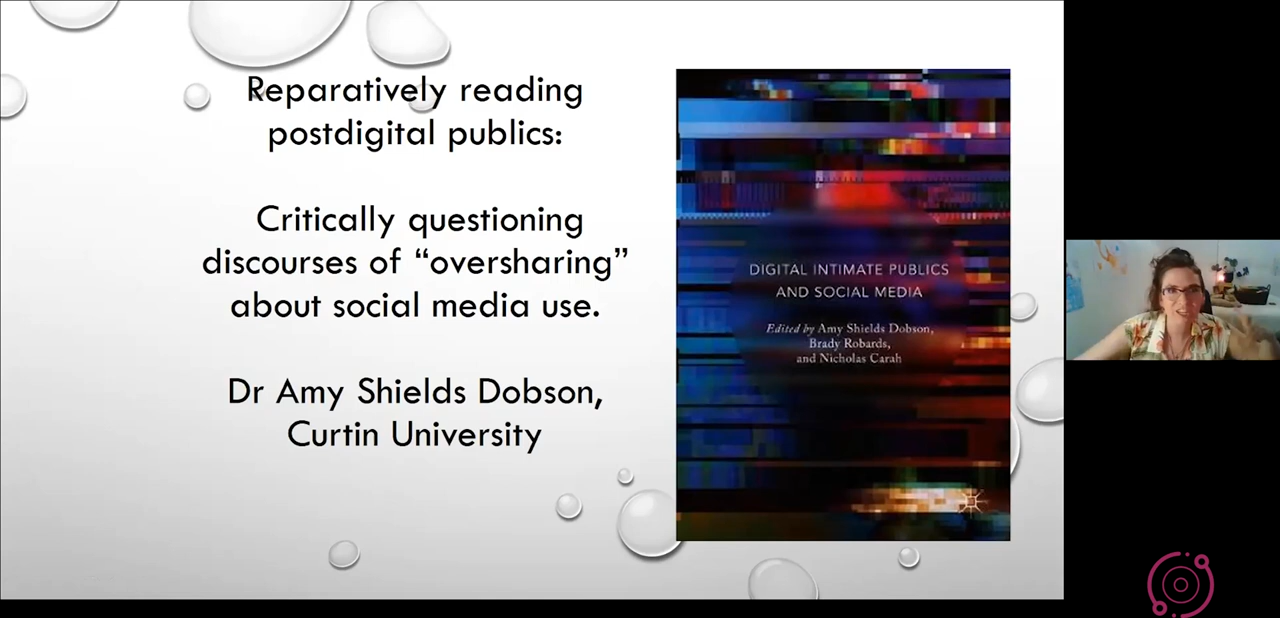 Reparatively reading
postdigital publics:
Critically questioning
discourses of “oversharing”
about social media use.
Dr Amy Shields Dobson,
Curtin University
DIGITAL INTIMATE PUBLICS
AND SOCIAL MEDIA
Edited by Amy Shields Dobson,
Brady Robards,
and Nicholas Carah